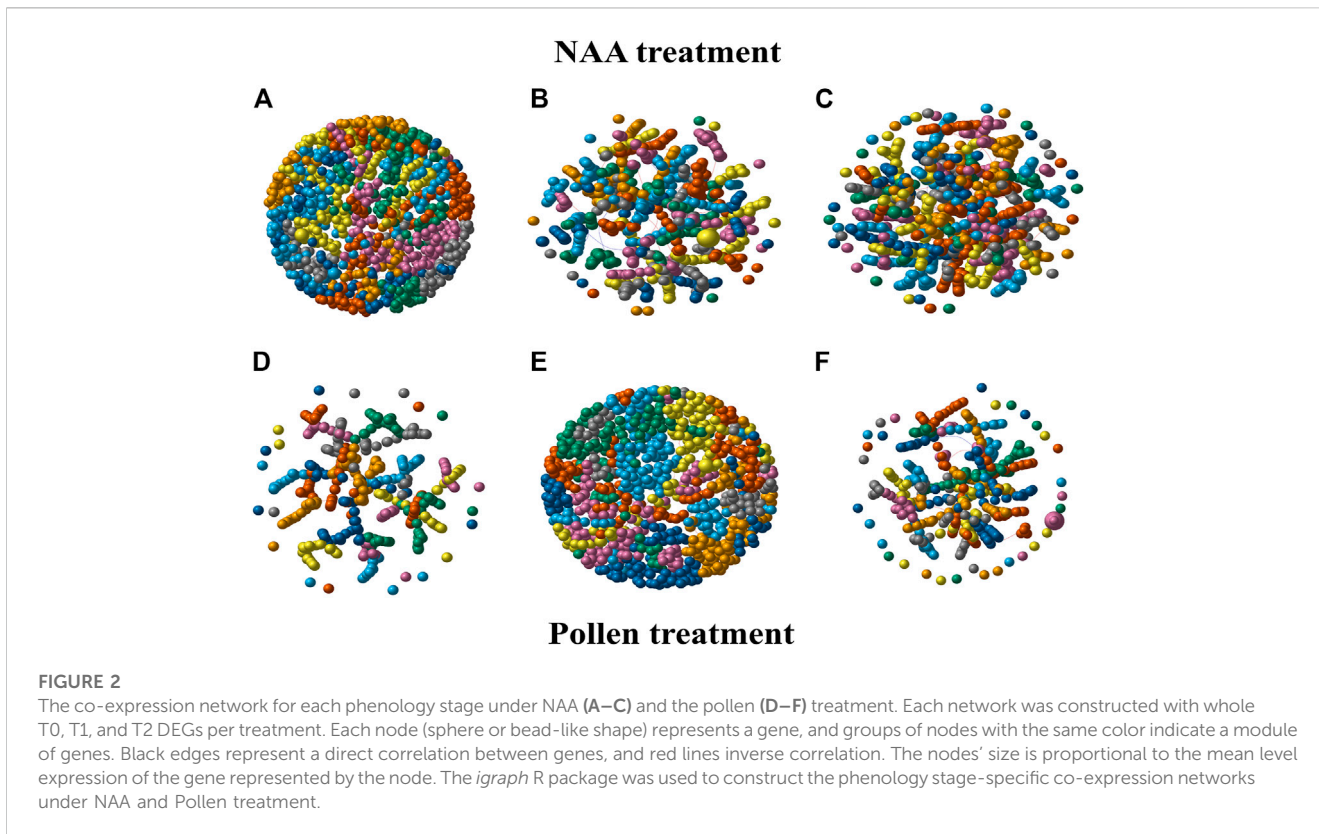 NAA treatment
A
B
C
D
E
F
Pollen treatment
FIGURE 2
The co-expression network for each phenology stage under NAA (A–C) and the pollen (D–F) treatment. Each network was constructed with whole
T0, T1, and T2 DEGs per treatment. Each node (sphere or bead-like shape) represents a gene, and groups of nodes with the same color indicate a module
of genes. Black edges represent a direct correlation between genes, and red lines inverse correlation. The nodes’ size is proportional to the mean level
expression of the gene represented by the node. The igraph R package was used to construct the phenology stage-specific co-expression networks
under NAA and Pollen treatment.